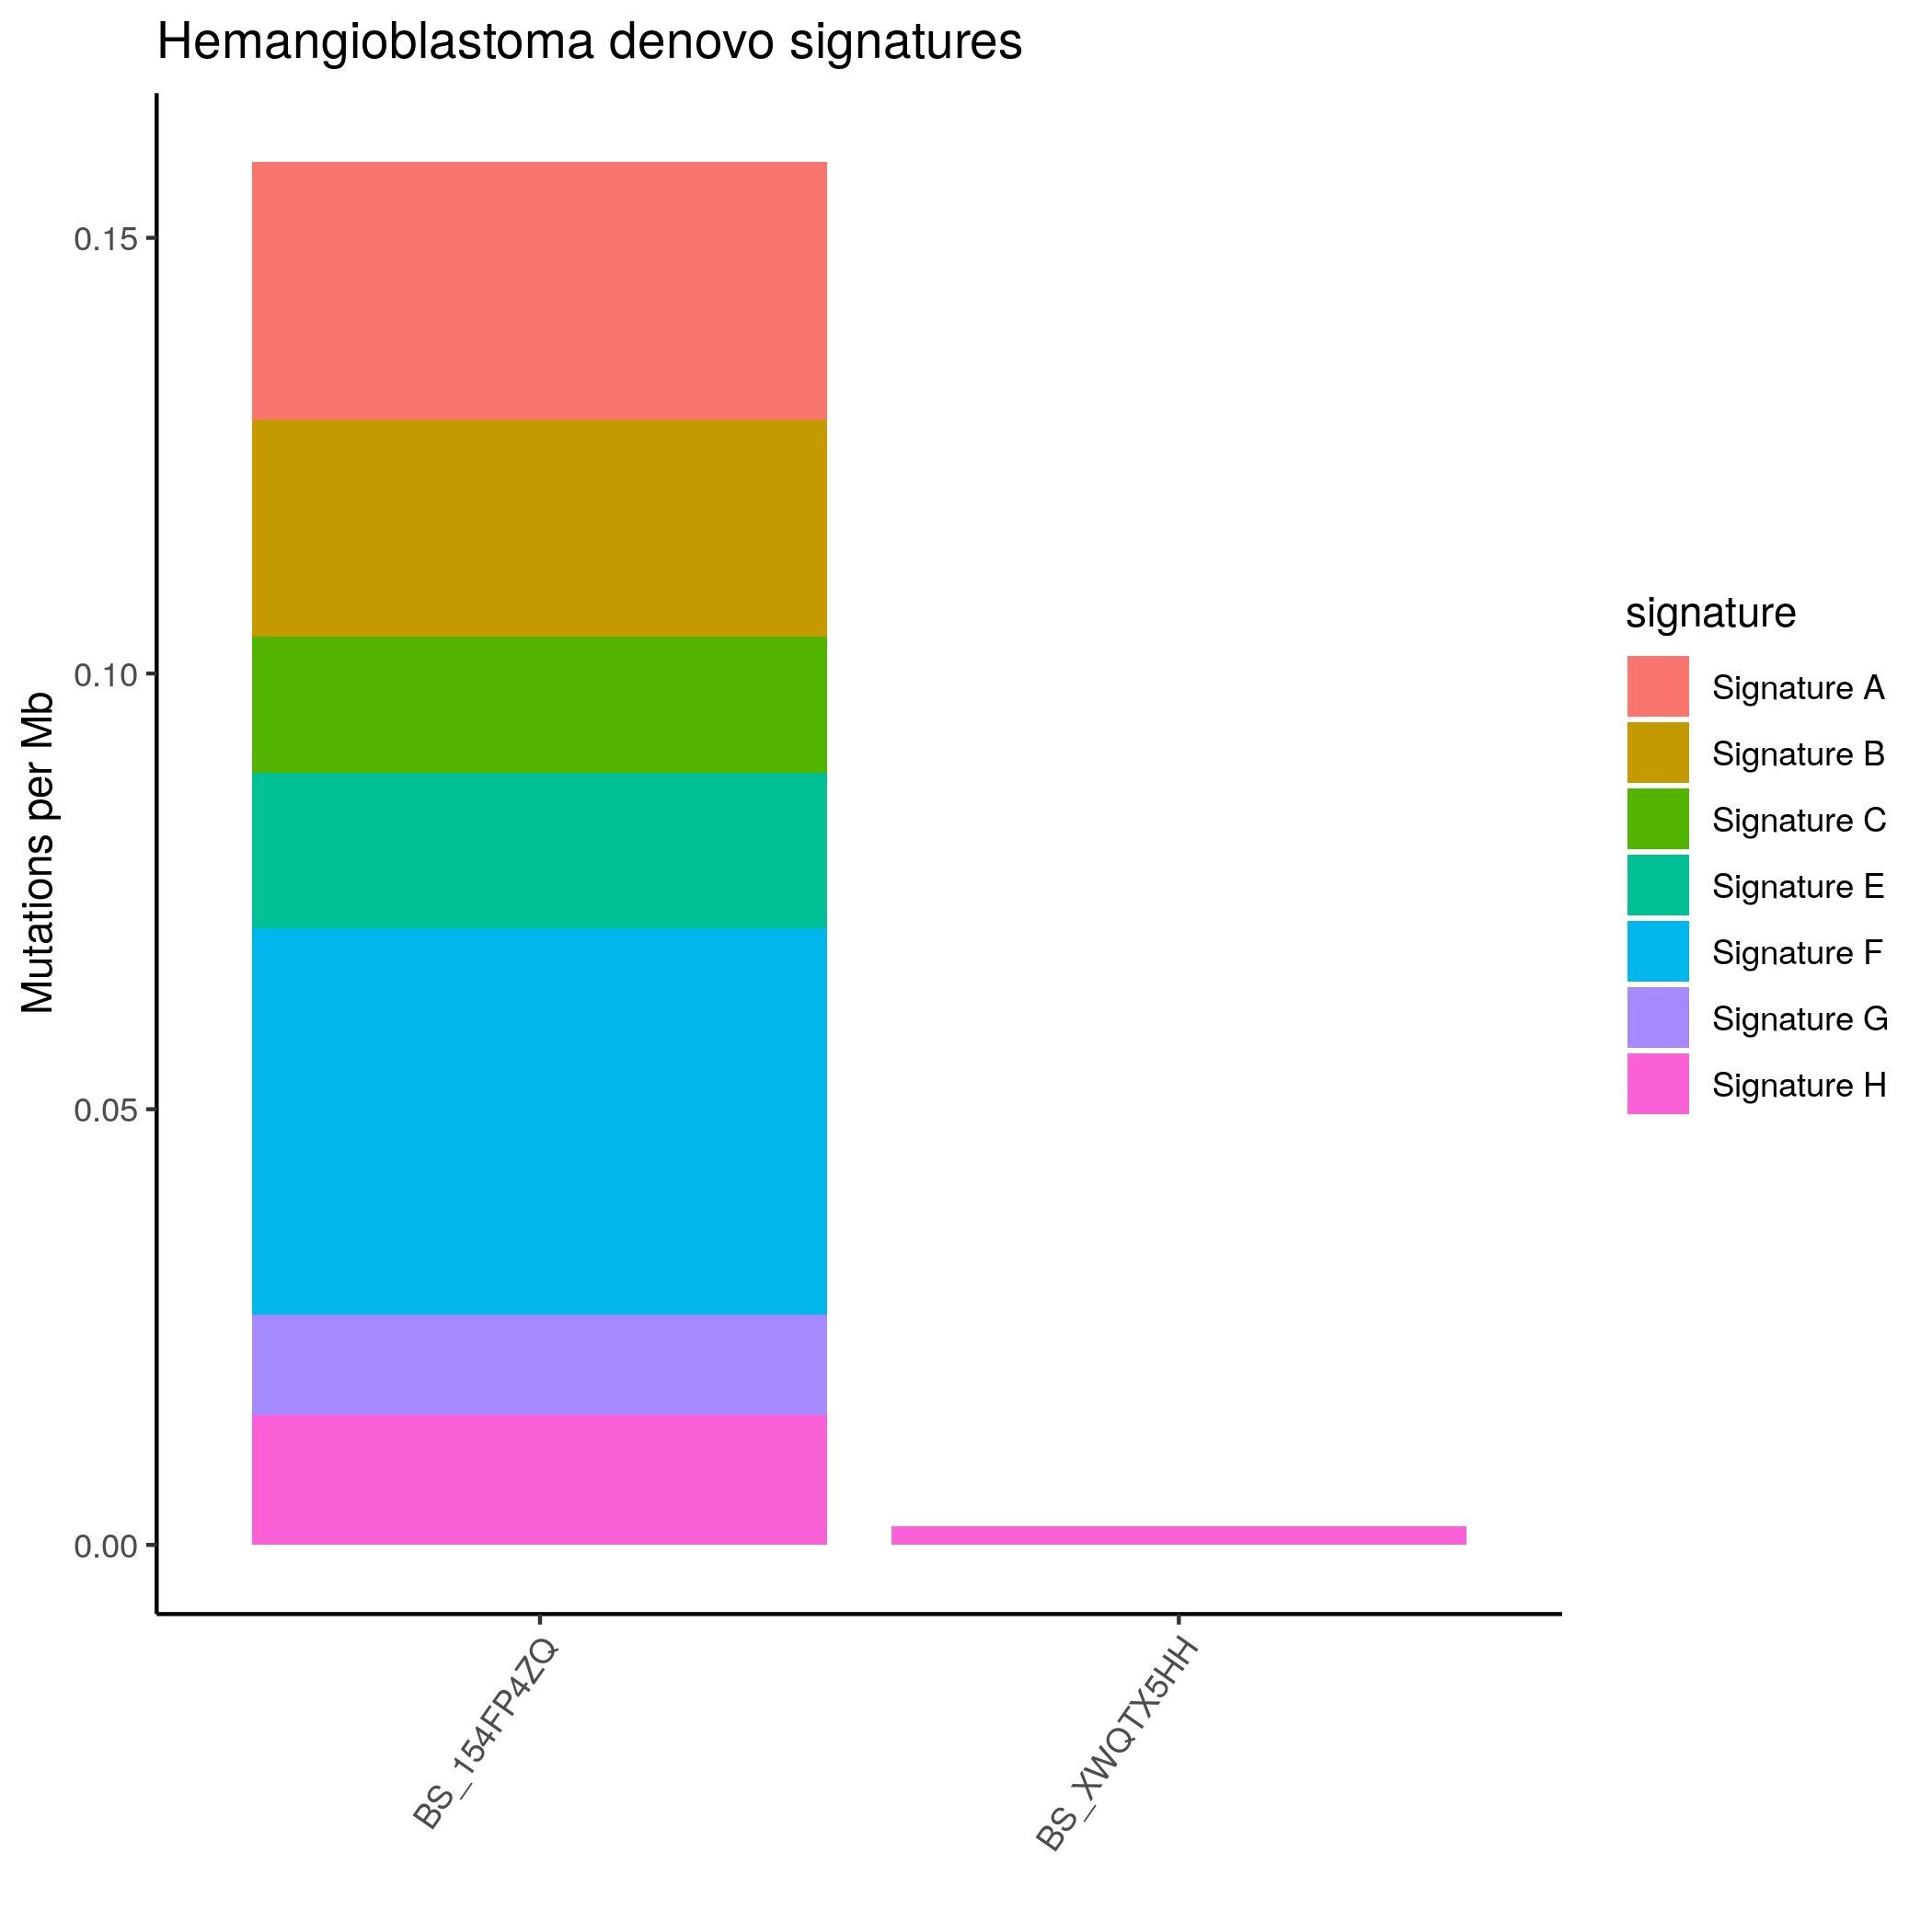 Hemangioblastoma denovo signatures
Mutations per Mb
0.15
0.10
0.05
0.00
BS_154FP4ZQ
BS_XWQTX5HH
signature
Signature A
Signature B
Signature C
Signature E
Signature F
Signature G
Signature H